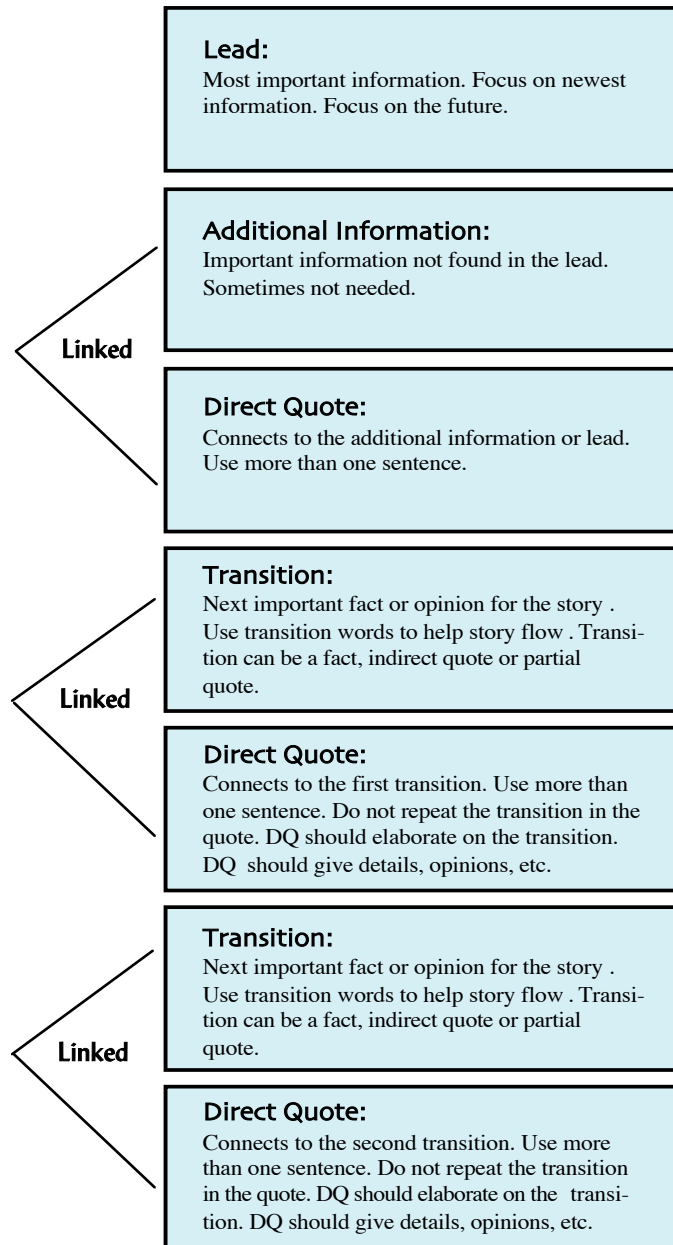 Lead:
Most important information. Focus on newest
information. Focus on the future.
Additional Information:
Important information not found in the lead.
Sometimes not needed.
Linked
Direct Quote:
Connects to the additional information or lead.
Use more than one sentence.
Transition:
Next important fact or opinion for the story .
Use transition words to help story flow . Transi-
tion can be a fact, indirect quote or partial
quote.
Linked
Direct Quote:
Connects to the first transition. Use more than
one sentence. Do not repeat the transition in the
quote. DQ should elaborate on the transition.
DQ should give details, opinions, etc.
Transition:
Next important fact or opinion for the story .
Use transition words to help story flow . Transi-
tion can be a fact, indirect quote or partial
quote.
Linked
Direct Quote:
Connects to the second transition. Use more
than one sentence. Do not repeat the transition
in the quote. DQ should elaborate on the transi-
tion. DQ should give details, opinions, etc.